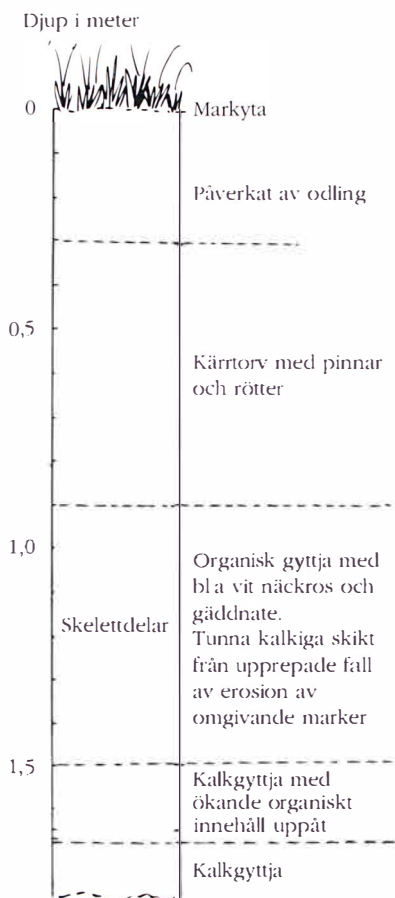 Djup i meter
0
Markyta
Påverkat av odling
0,5
Kärrtorv med pinnar
och rötter
1,0
Organisk gyttja med
bl a vit näckros och
gäddnate.
Skelettdelar
Tunna kalkiga skikt
från upprepade fall
av erosion av
omgivande marker
1,5
Kalkgyttja med
ökande organiskt
innehåll uppåt
Kalkgyttja